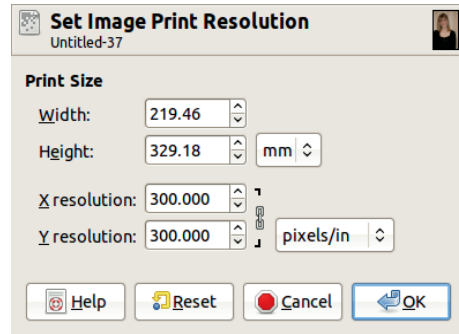 Set Image Print Resolution
Untitled-37
Print Size
Width: 219.46
Height: 329.18 mm
X resolution: 300.000
Y resolution: 300.000 pixels/in
Help Reset Cancel OK